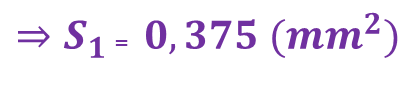 ⇒ S₁ = 0,375 (mm²)